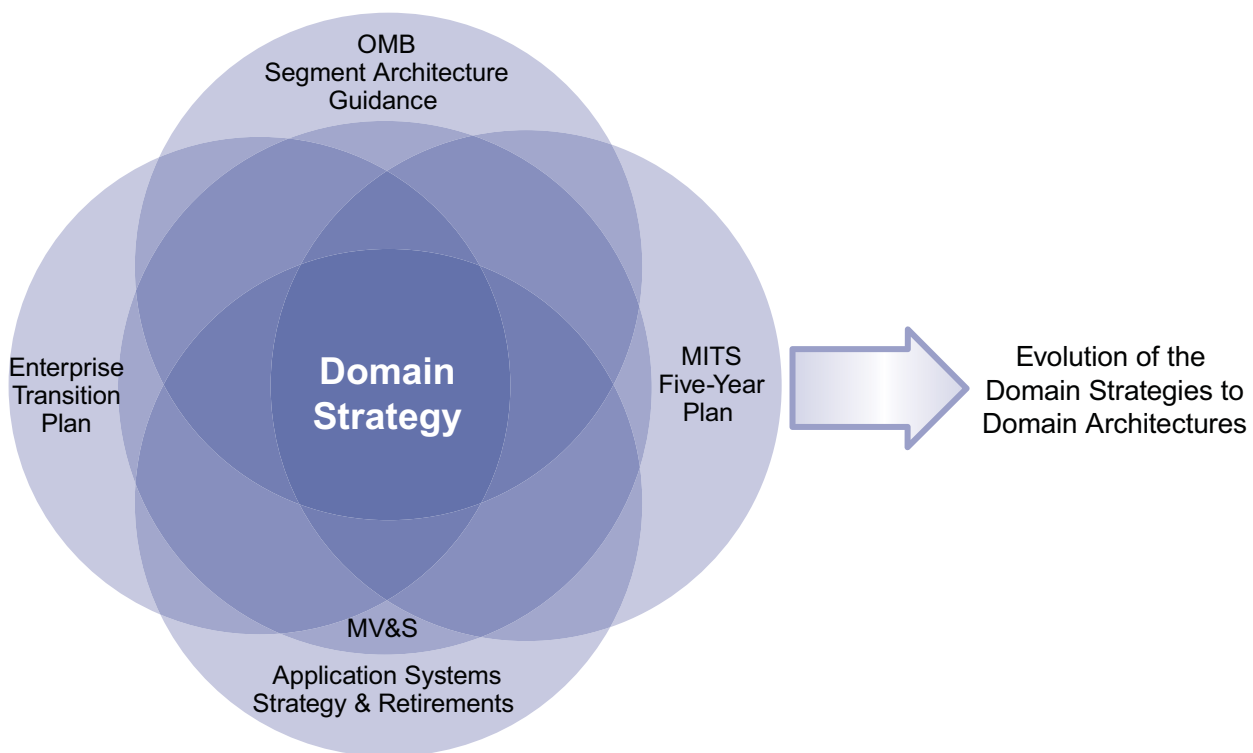 OMB
Segment Architecture
Guidance
Enterprise
Transition
Plan
Domain
Strategy
MITS
Five-Year
Plan
MV&S
Application Systems
Strategy & Retirements
Evolution of the
Domain Strategies to
Domain Architectures